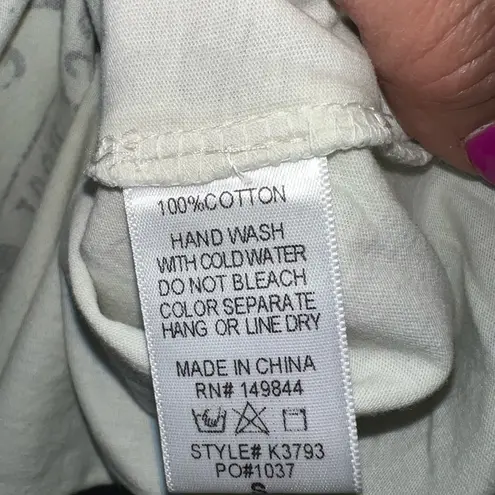 100%COTTON
HAND WASH
WITH COLD WATER
DO NOT BLEACH
COLOR SEPARATE
HANG OR LINE DRY
MADE IN CHINA
RN# 149844
STYLE# K3793
PO#1037
S